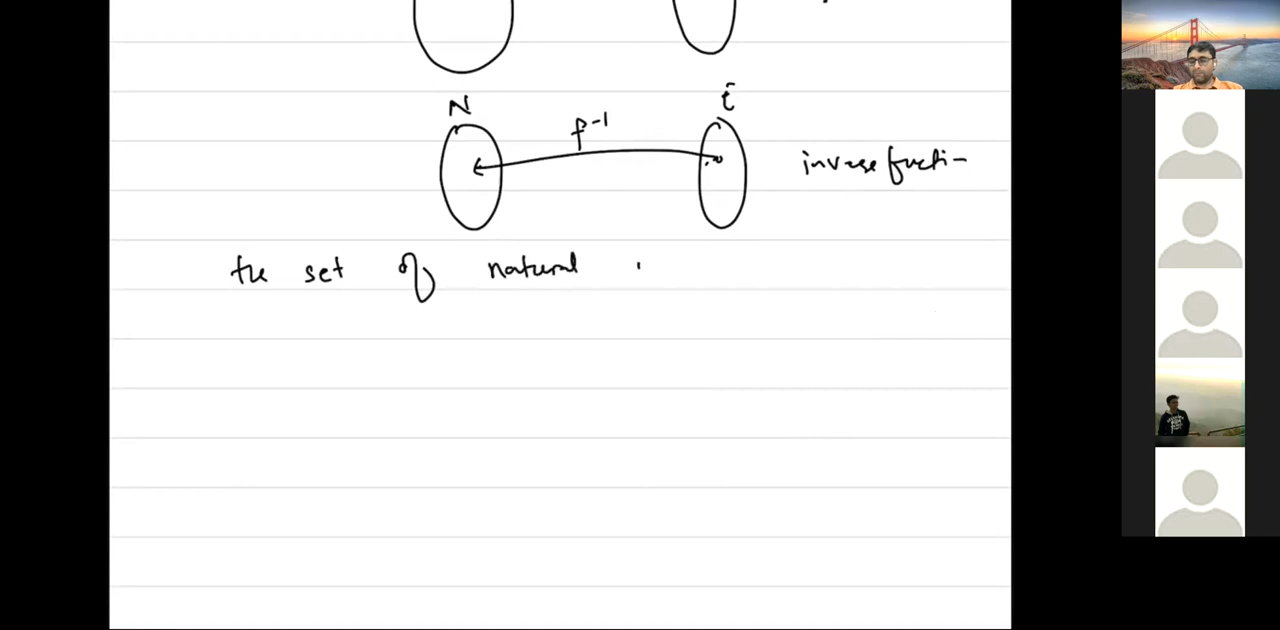 N
E
f⁻¹
inverse functi-
the set of natural